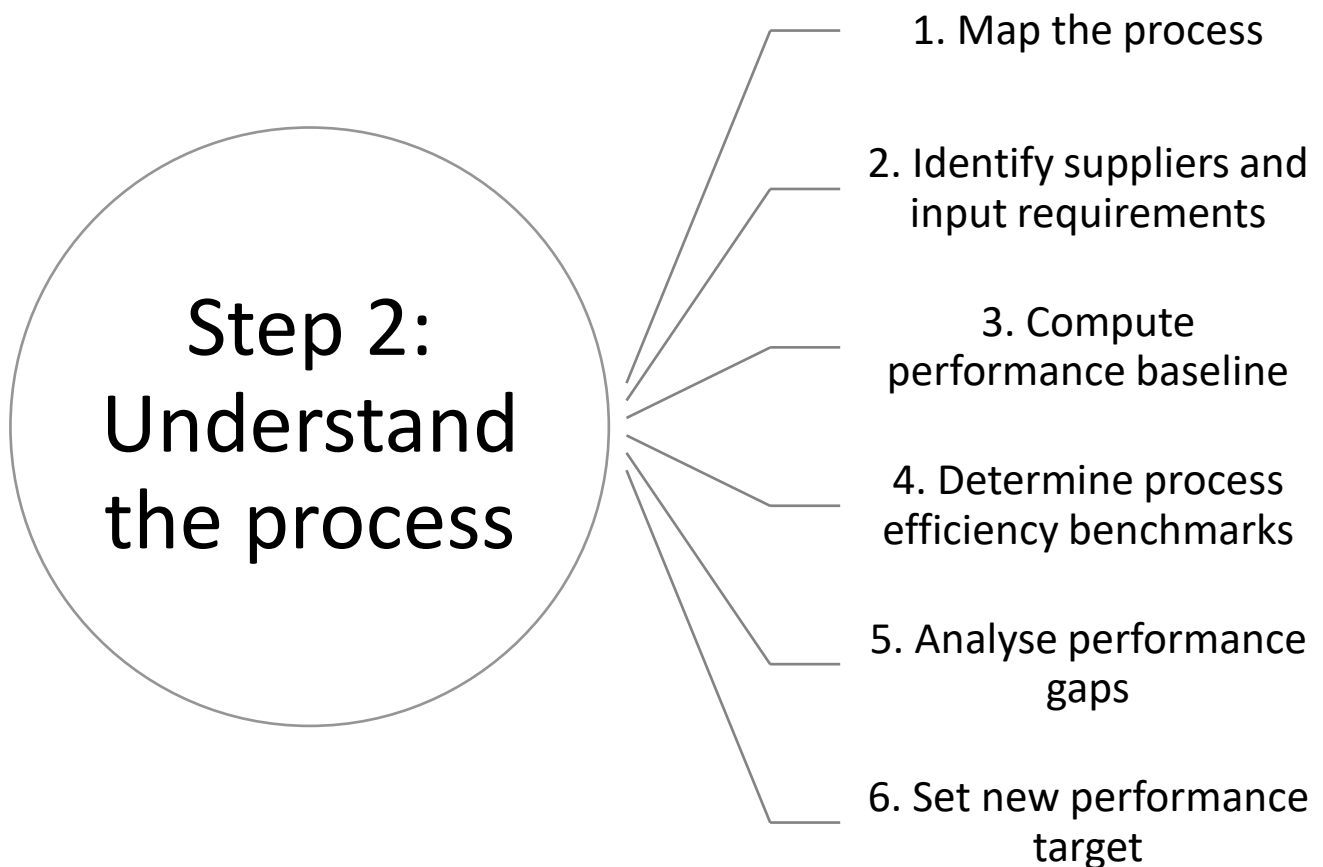 Step 2:
Understand
the process
1. Map the process
2. Identify suppliers and
input requirements
3. Compute
performance baseline
4. Determine process
efficiency benchmarks
5. Analyse performance
gaps
6. Set new performance
target